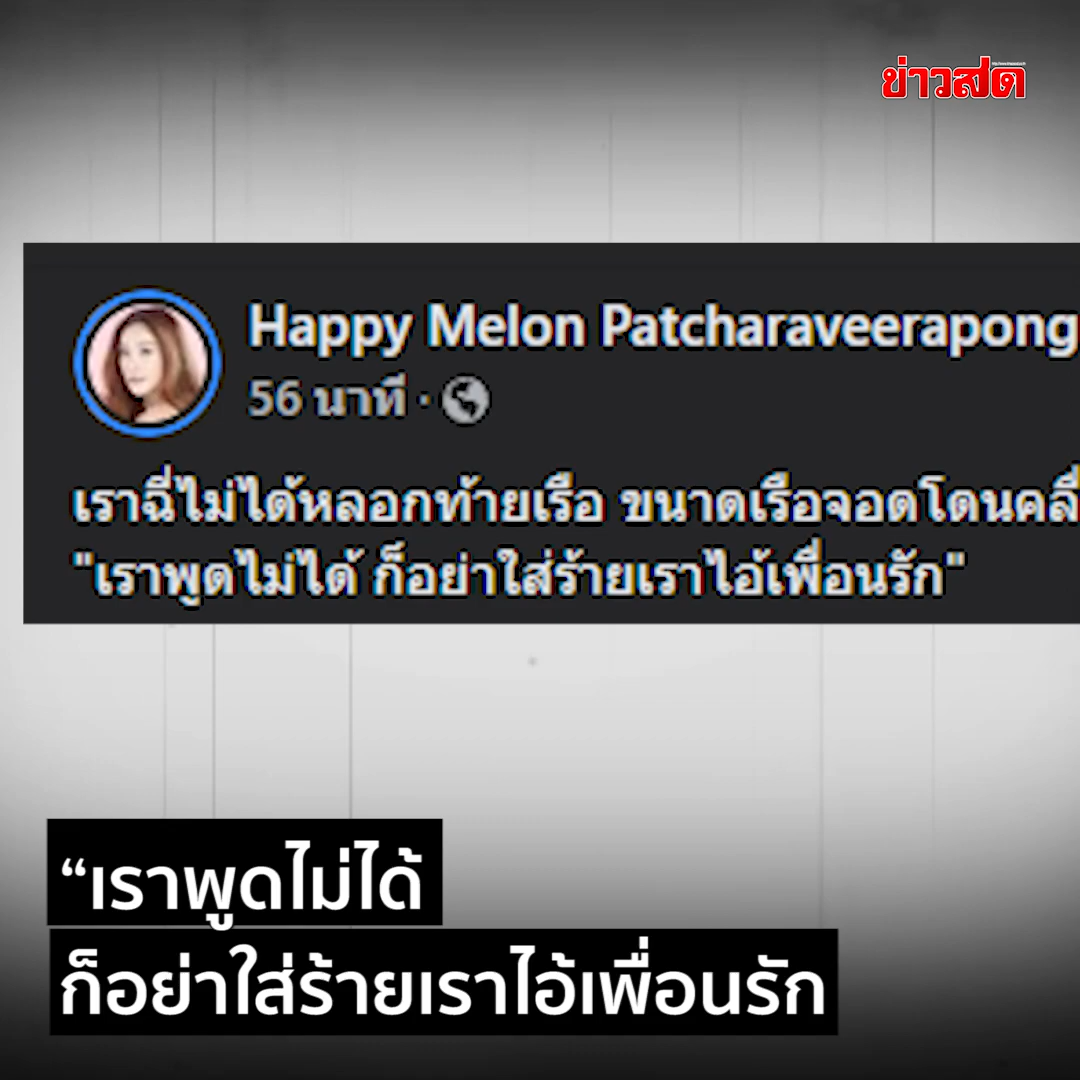 ข่าวสด
Happy Melon Patcharaveerapong
56 นาที ·
เราฉี่ไม่ได้หลอกท้ายเรือ ขนาดเรือจอดโดนคลื่
"เราพูดไม่ได้ ก็อย่าใส่ร้ายเราไอ้เพื่อนรัก"
“เราพูดไม่ได้
ก็อย่าใส่ร้ายเราไอ้เพื่อนรัก